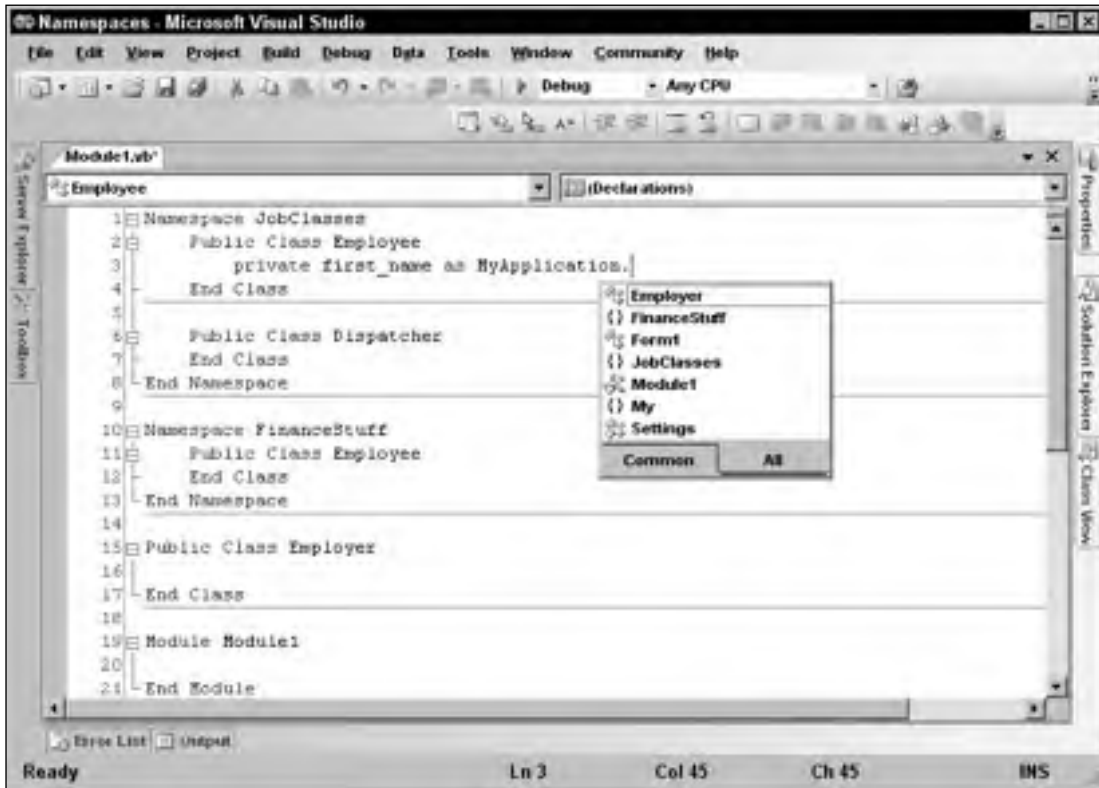 Namespaces - Microsoft Visual Studio
File Edit View Project Build Debug Data Tools Window Community Help
Debug Any CPU
Module1.vb*
Employee (Declarations)
Server Explorer
Toolbox
Properties
Solution Explorer
Class View
1 Namespace JobClasses
2 Public Class Employee
3 private first_name as MyApplication.
4 End Class
5
6 Public Class Dispatcher
7 End Class
8 End Namespace
9
10 Namespace FinanceStuff
11 Public Class Employee
12 End Class
13 End Namespace
14
15 Public Class Employer
16
17 End Class
18
19 Module Module1
20
21 End Module
Employer
{} FinanceStuff
Form1
{} JobClasses
Module1
{} My
Settings
Common All
Error List Output
Ready Ln 3 Col 45 Ch 45 INS